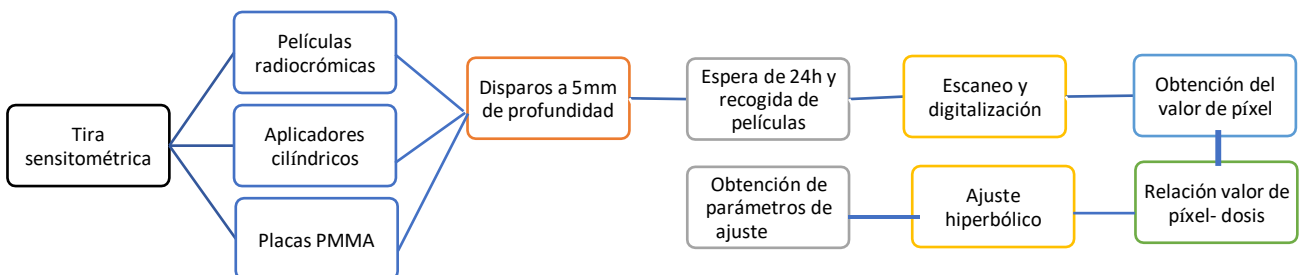 Tira
sensitométrica
Películas
radiocrómicas
Aplicadores
cilíndricos
Placas PMMA
Disparos a 5mm
de profundidad
Espera de 24h y
recogida de
películas
Escaneo y
digitalización
Obtención del
valor de píxel
Relación valor de
píxel- dosis
Ajuste
hiperbólico
Obtención de
parámetros de
ajuste